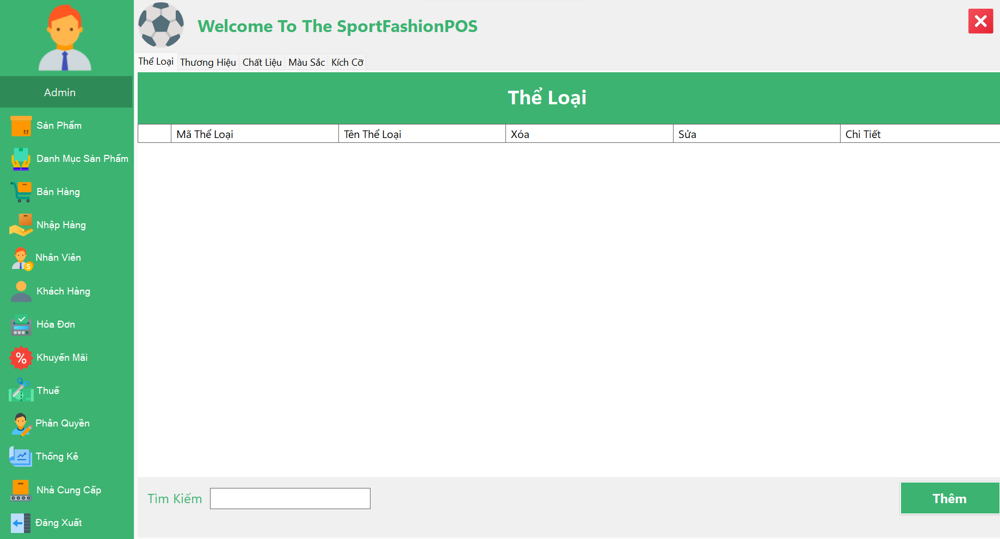 Welcome To The SportFashionPOS
Admin
Sản Phẩm
Danh Mục Sản Phẩm
Bán Hàng
Nhập Hàng
Nhân Viên
Khách Hàng
Hóa Đơn
Khuyến Mãi
Thuế
Phân Quyền
Thống Kê
Nhà Cung Cấp
Đăng Xuất
Thể Loại Thương Hiệu Chất Liệu Màu Sắc Kích Cỡ
Thể Loại
Mã Thể Loại Tên Thể Loại Xóa Sửa Chi Tiết
Tìm Kiếm
Thêm